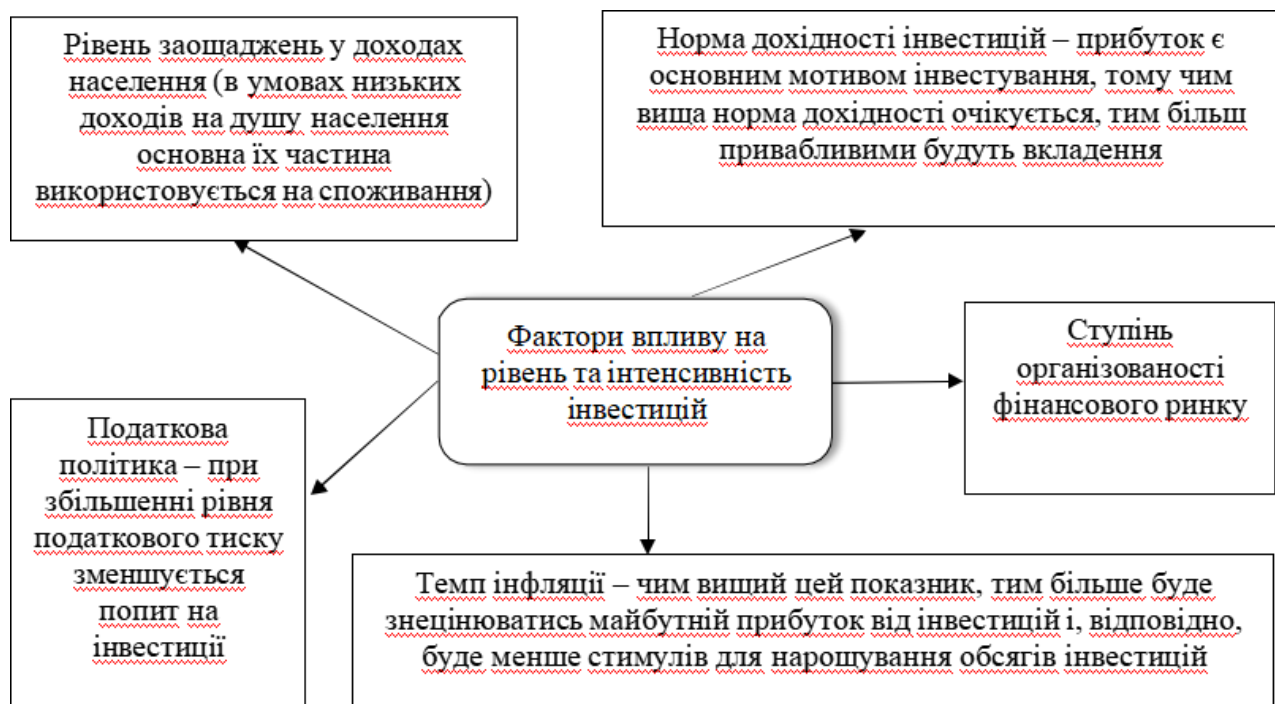 Рівень заощаджень у доходах
населення (в умовах низьких
доходів на душу населення
основна їх частина
використовується на споживання)
Норма дохідності інвестицій – прибуток є
основним мотивом інвестування, тому чим
вища норма дохідності очікується, тим більш
привабливими будуть вкладення
Фактори впливу на
рівень та інтенсивність
інвестицій
Ступінь
організованості
фінансового ринку
Податкова
політика – при
збільшенні рівня
податкового тиску
зменшується
попит на
інвестиції
Темп інфляції – чим вищий цей показник, тим більше буде
знецінюватись майбутній прибуток від інвестицій і, відповідно,
буде менше стимулів для нарощування обсягів інвестицій